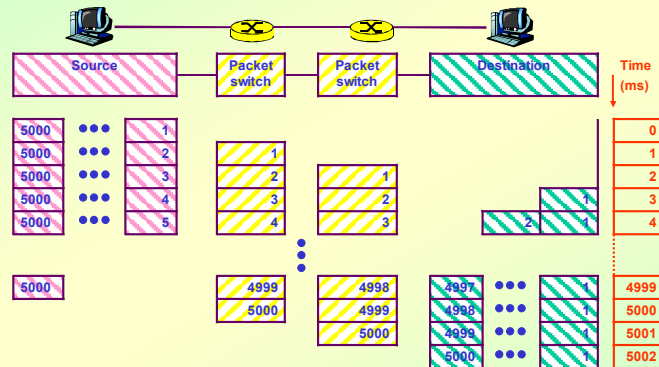 Source Packet Packet Destination Time
switch switch (ms)
5000 ••• 1 0
5000 ••• 2 1 1
5000 ••• 3 2 1 2
5000 ••• 4 3 2 1 3
5000 ••• 5 4 3 2 1 4
5000 4999 4998 4997 ••• 1 4999
5000 4999 4998 ••• 1 5000
5000 4999 ••• 1 5001
5000 ••• 1 5002